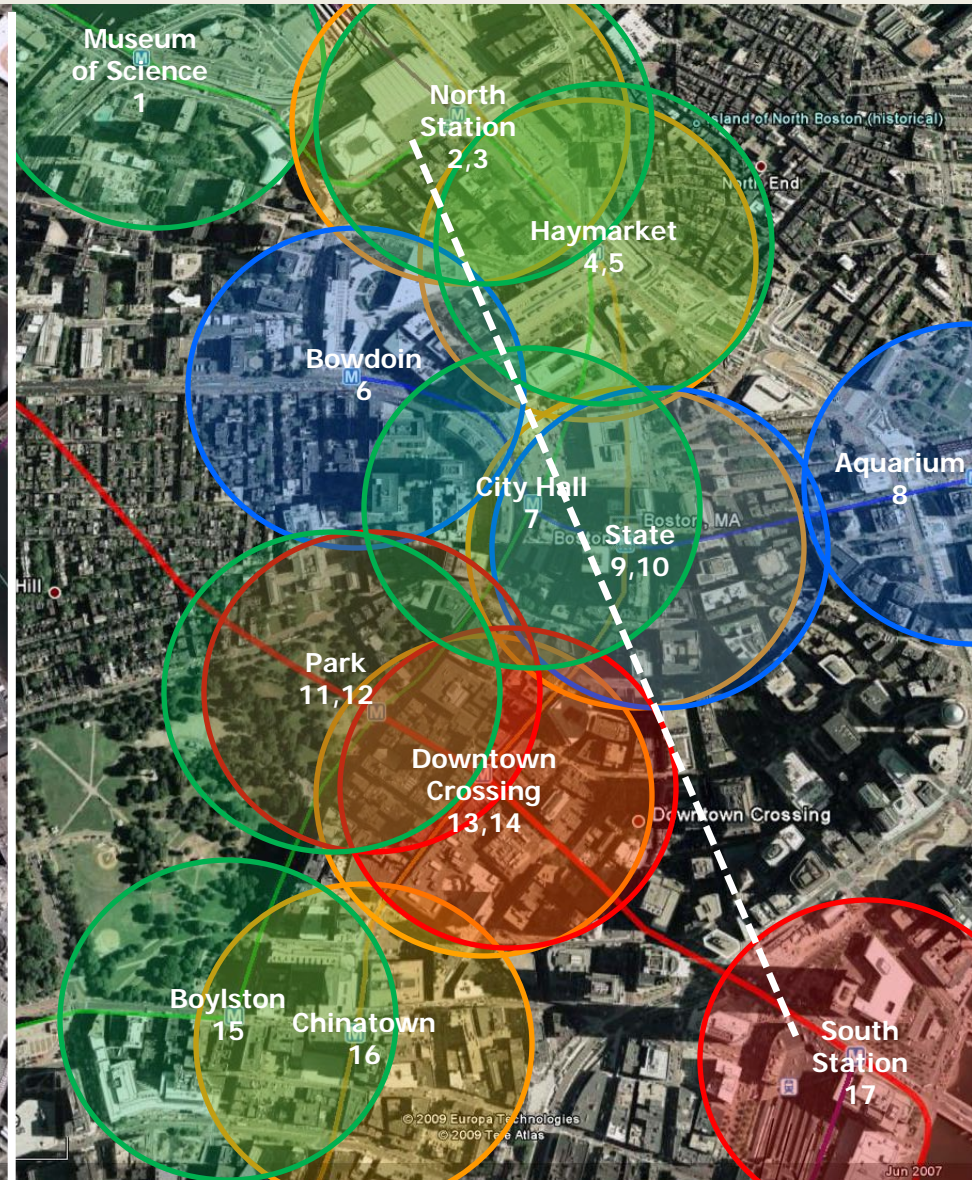 Museum
of Science
1
North
Station
2,3
Island of North Boston (historical)
North End
Haymarket
4,5
Bowdoin
6
Aquarium
8
City Hall
7
Boston, MA
State
9,10
Hill
Park
11,12
Downtown
Crossing
13,14
Downtown Crossing
Boylston
15
Chinatown
16
South
Station
17
© 2009 Europa Technologies
© 2009 Tele Atlas
Jun 2007